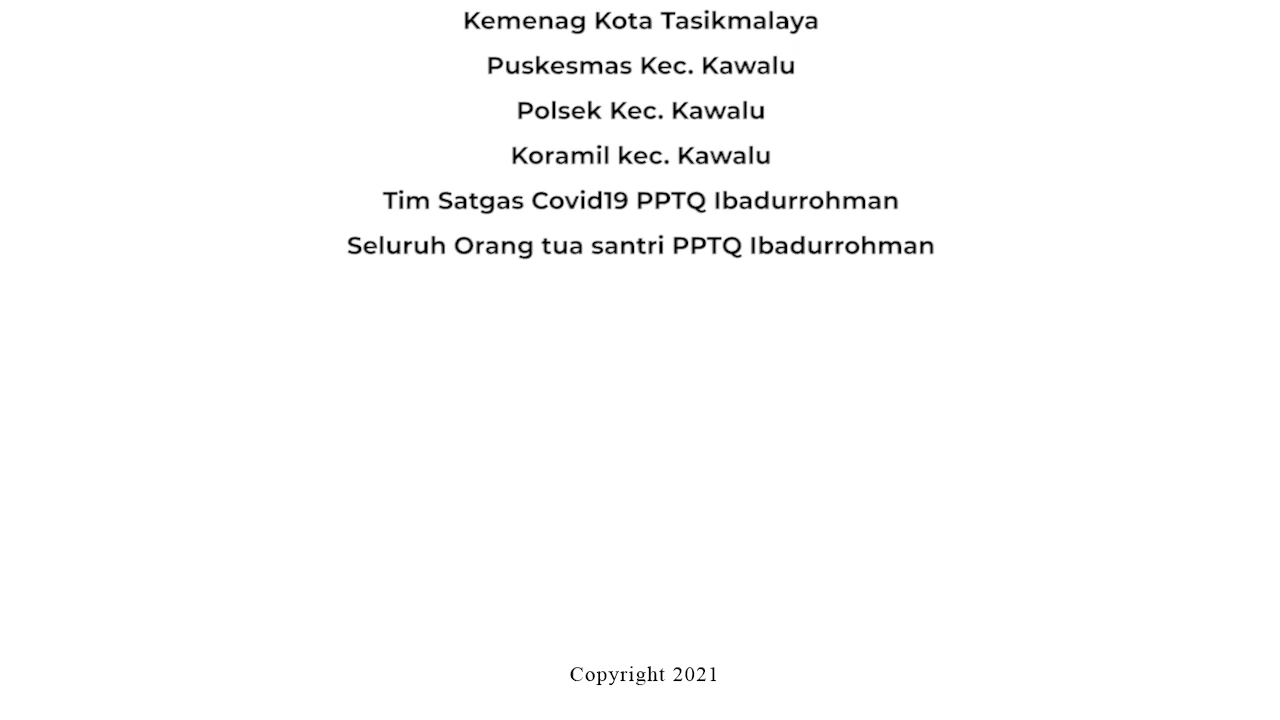 Kemenag Kota Tasikmalaya
Puskesmas Kec. Kawalu
Polsek Kec. Kawalu
Koramil kec. Kawalu
Tim Satgas Covid19 PPTQ Ibadurrohman
Seluruh Orang tua santri PPTQ Ibadurrohman
Copyright 2021